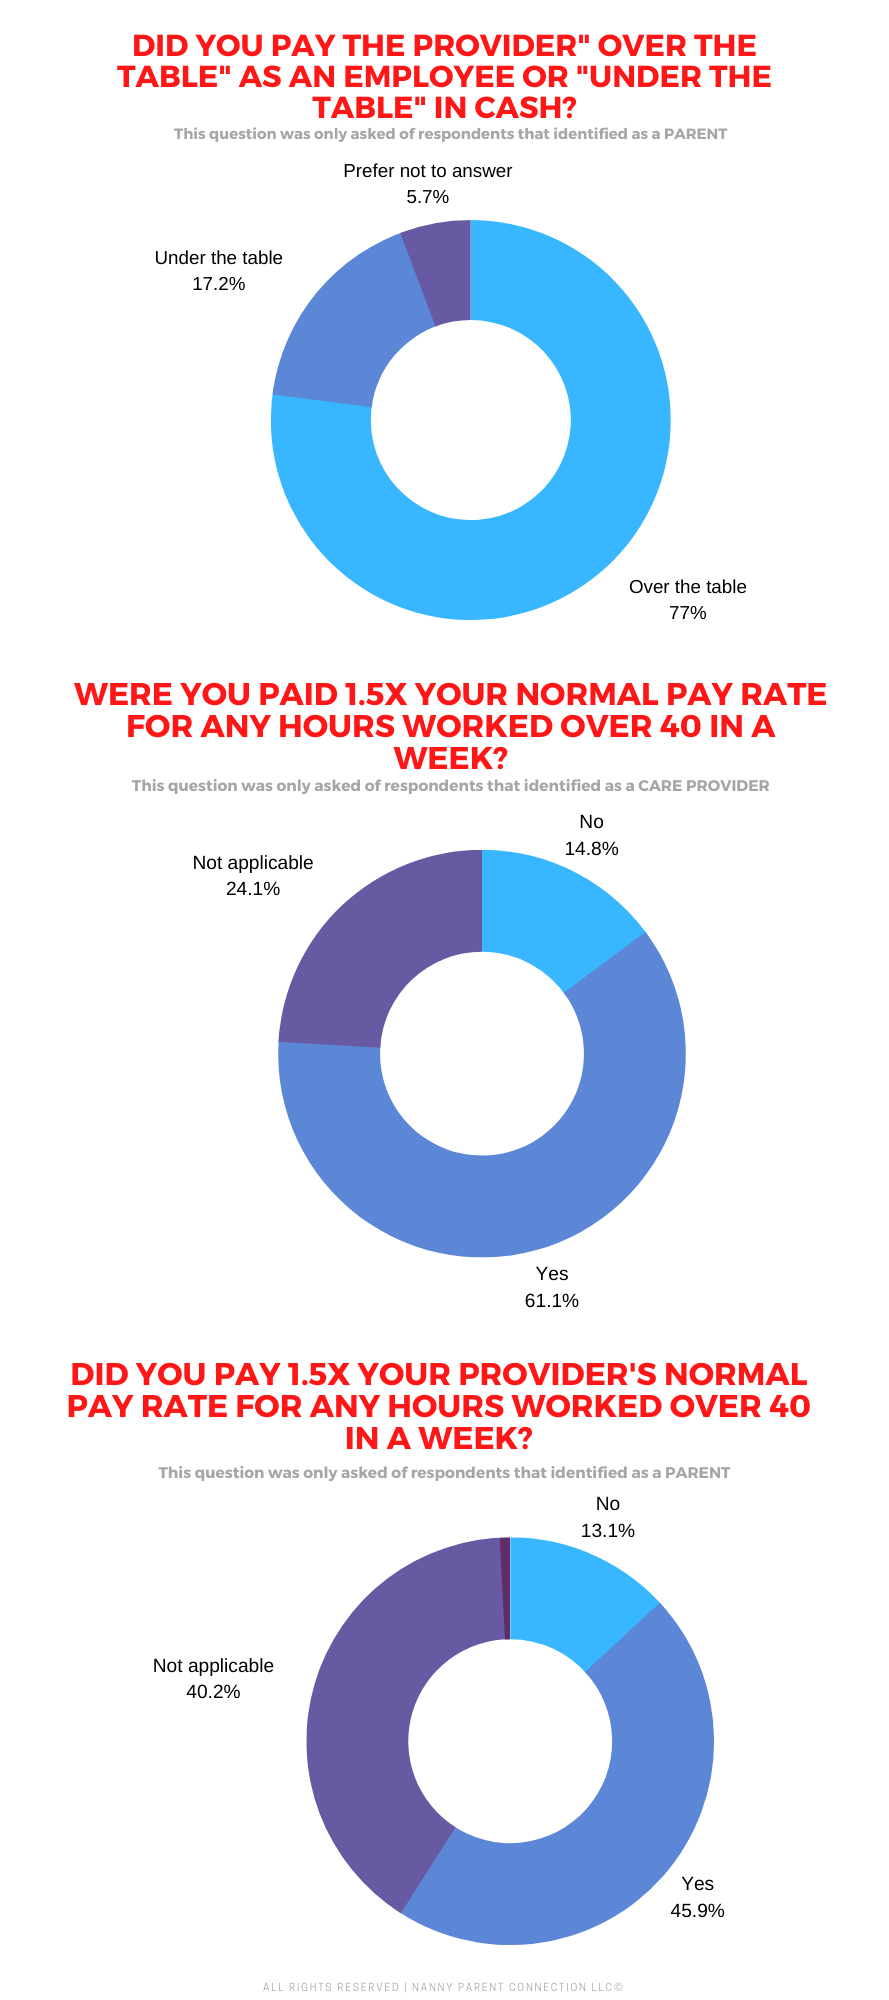 DID YOU PAY THE PROVIDER" OVER THE
TABLE" AS AN EMPLOYEE OR "UNDER THE
TABLE" IN CASH?
This question was only asked of respondents that identified as a PARENT
Prefer not to answer
5.7%
Under the table
17.2%
Over the table
77%
WERE YOU PAID 1.5X YOUR NORMAL PAY RATE
FOR ANY HOURS WORKED OVER 40 IN A
WEEK?
This question was only asked of respondents that identified as a CARE PROVIDER
No
14.8%
Not applicable
24.1%
Yes
61.1%
DID YOU PAY 1.5X YOUR PROVIDER'S NORMAL
PAY RATE FOR ANY HOURS WORKED OVER 40
IN A WEEK?
This question was only asked of respondents that identified as a PARENT
No
13.1%
Not applicable
40.2%
Yes
45.9%
ALL RIGHTS RESERVED | NANNY PARENT CONNECTION LLC©